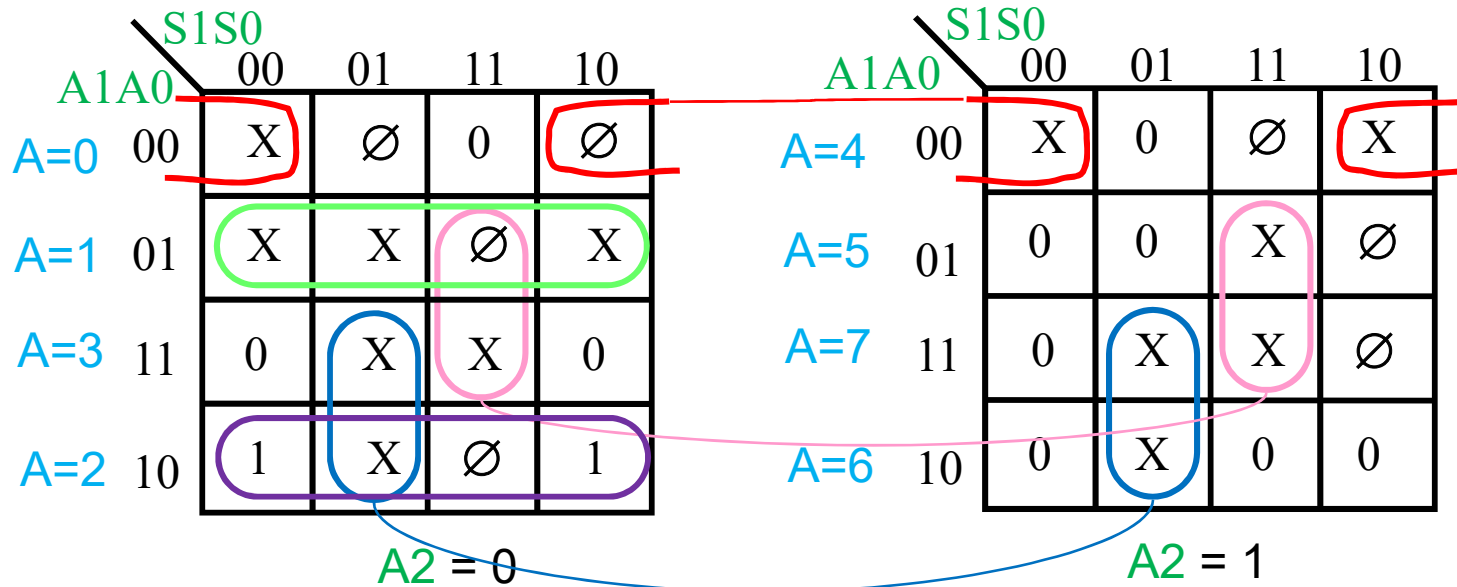 S1S0 S1S0
00 01 11 10 00 01 11 10
A1A0 A1A0
A=0 00 X ∅ 0 ∅ A=4 00 X 0 ∅ X
A=1 01 X X ∅ X A=5 01 0 0 X ∅
A=3 11 0 X X 0 A=7 11 0 X X ∅
A=2 10 1 X ∅ 1 A=6 10 0 X 0 0
A2 = 0 A2 = 1